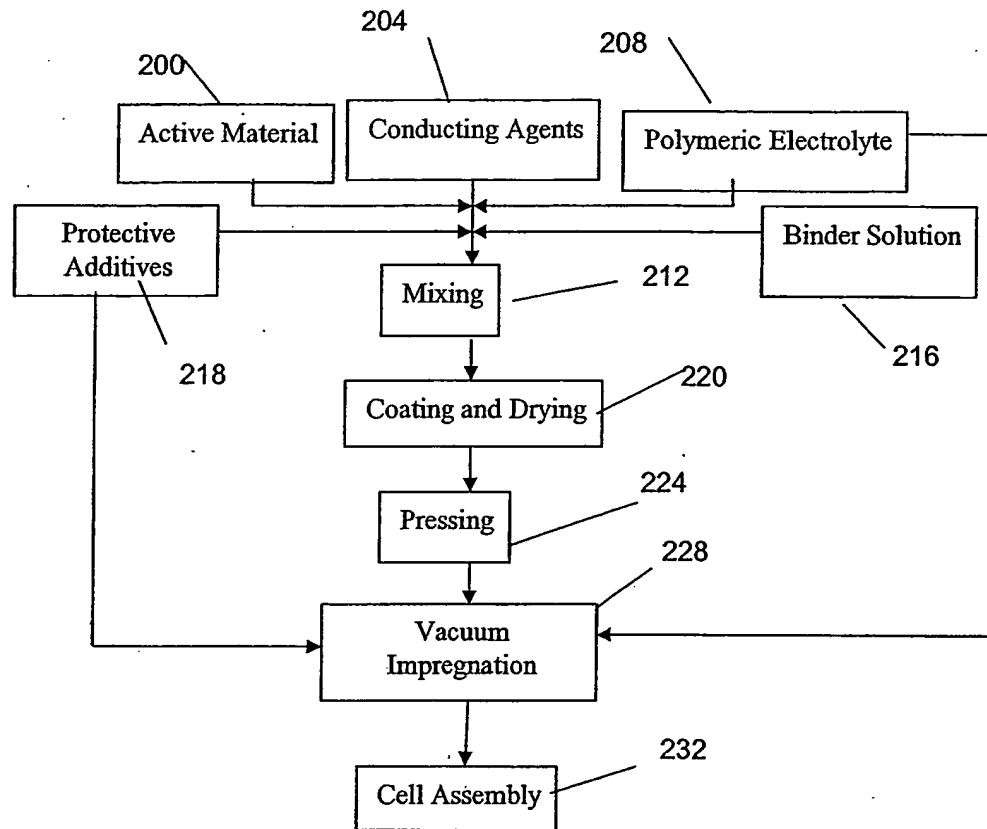 204
208
200
Active Material
Conducting Agents
Polymeric Electrolyte
Protective
Additives
Binder Solution
Mixing
212
218
216
220
Coating and Drying
224
Pressing
228
Vacuum
Impregnation
232
Cell Assembly